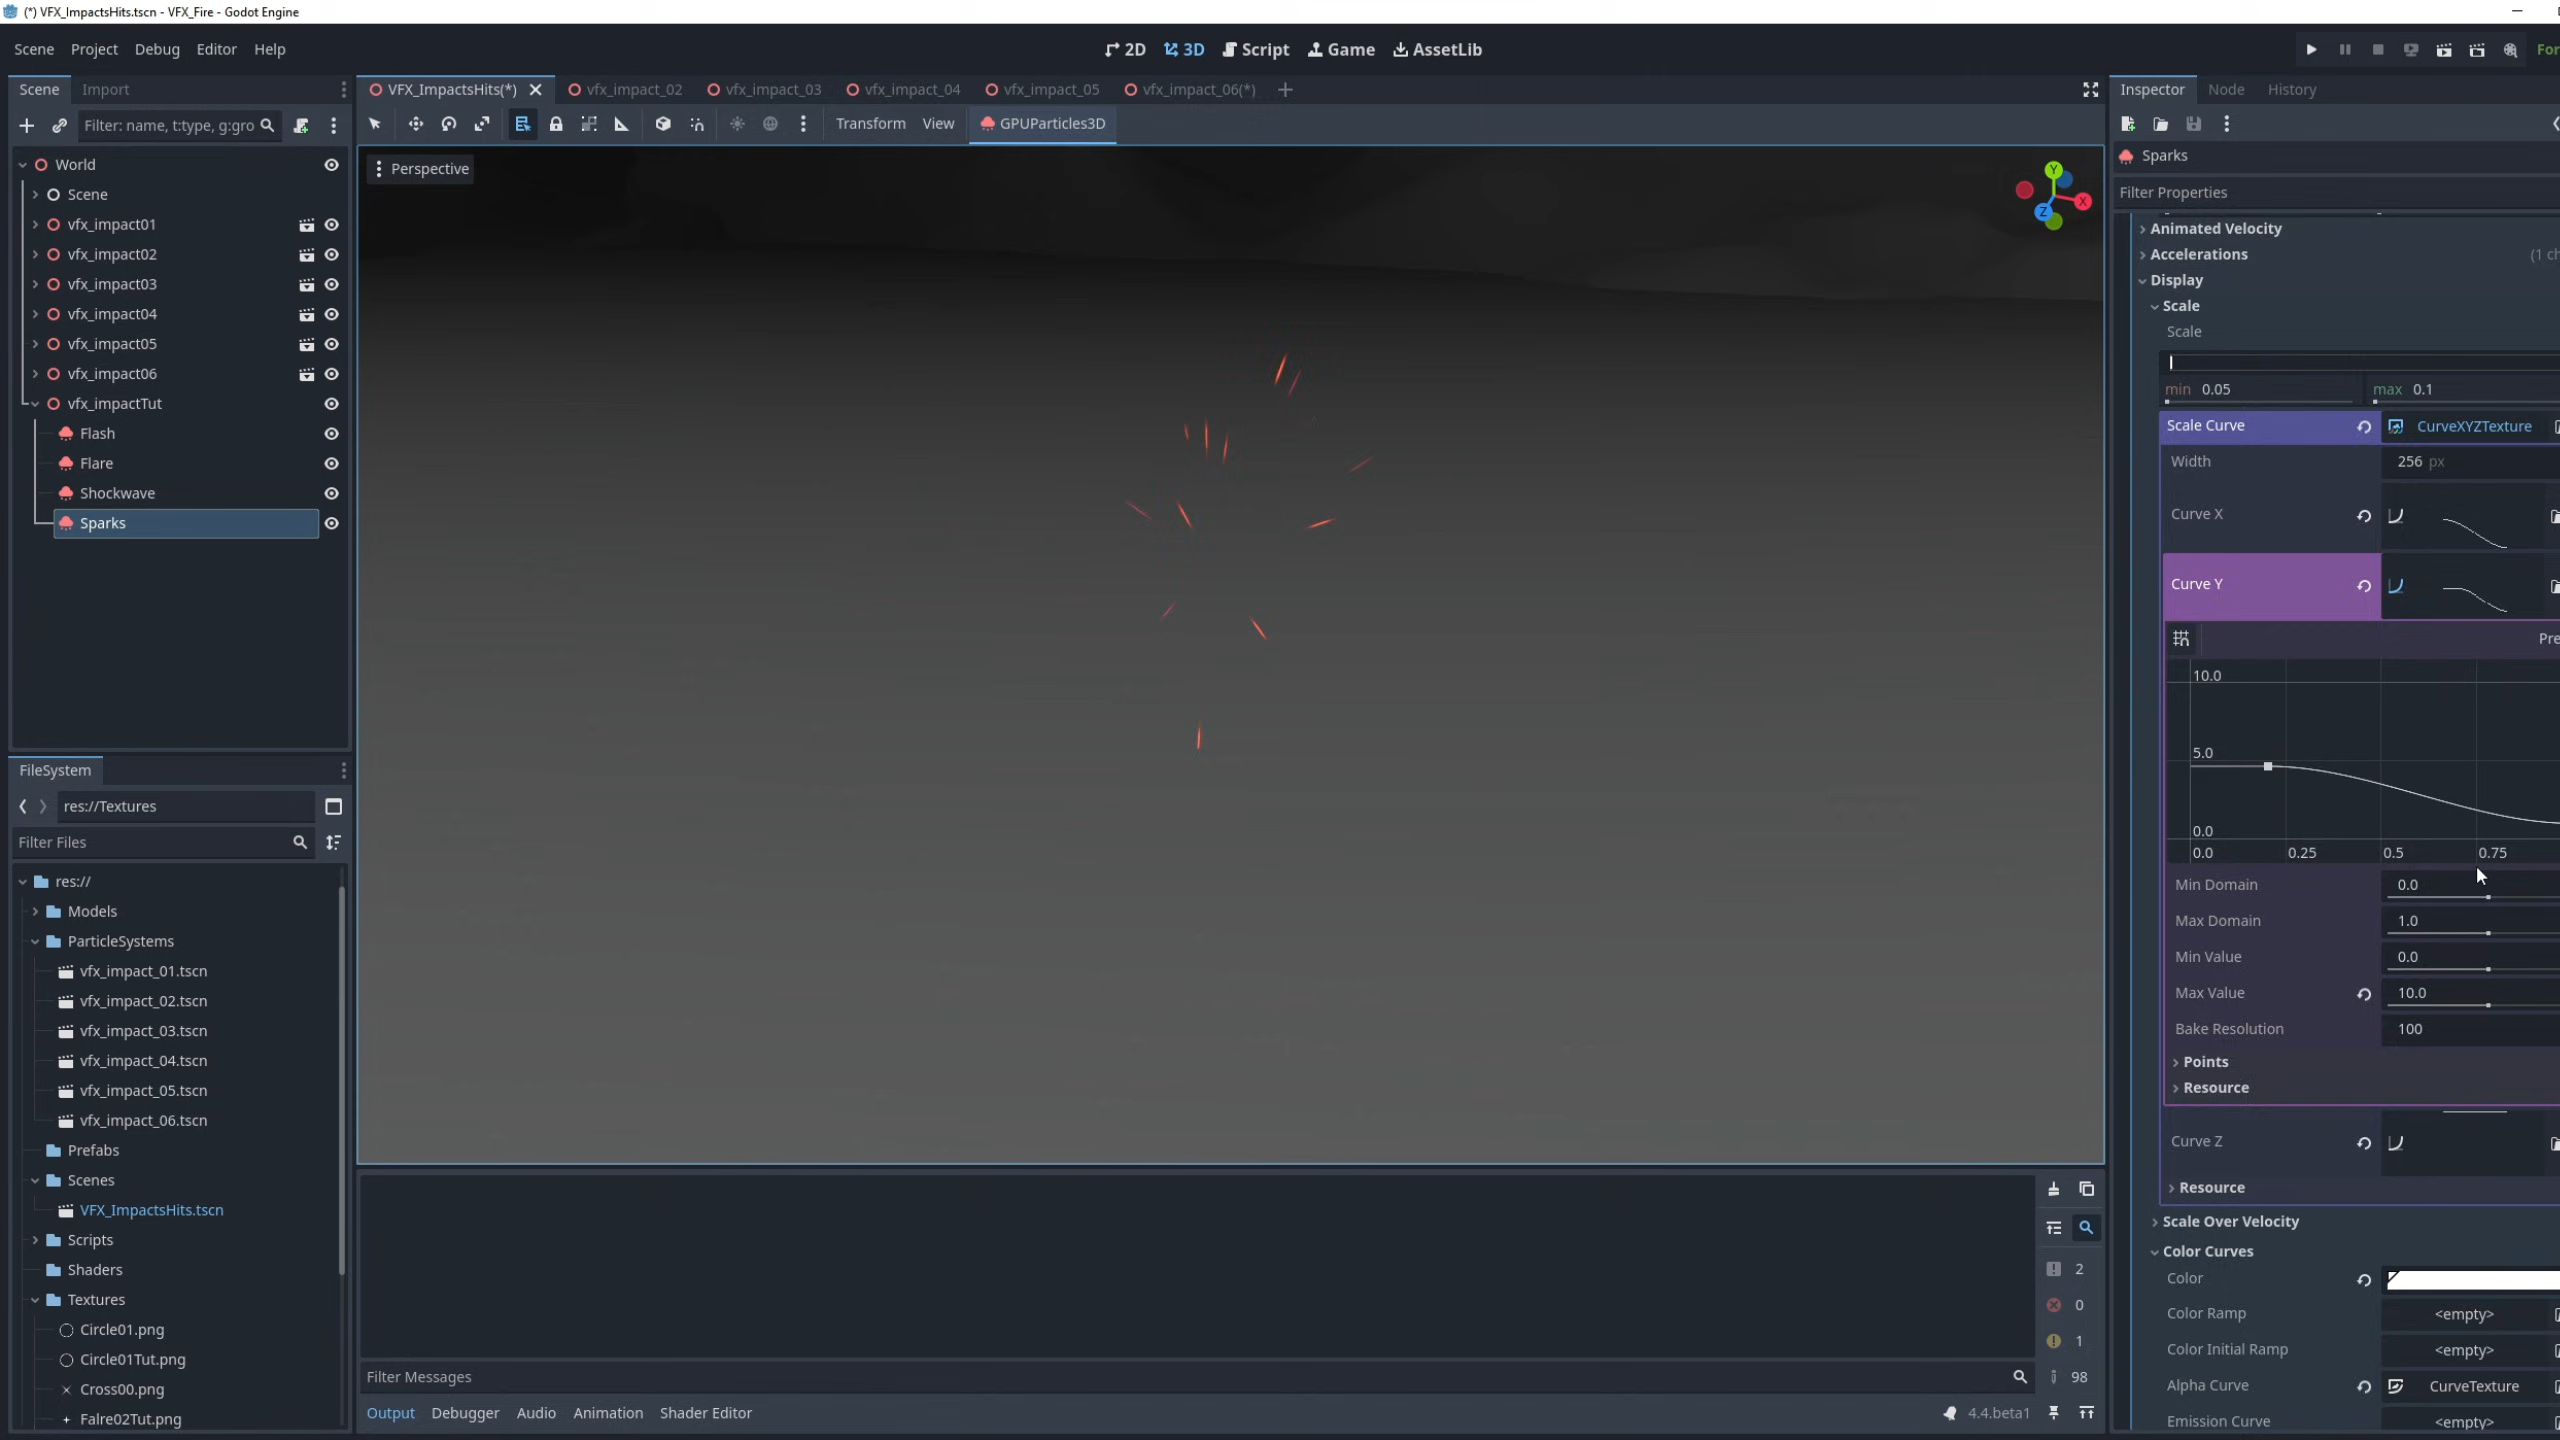 (*) VFX_ImpactsHits.tscn - VFX_Fire - Godot Engine
Scene Project Debug Editor Help
2D 3D Script Game AssetLib
For
Scene Import
Filter: name, t:type, g:gro
World
Scene
vfx_impact01
vfx_impact02
vfx_impact03
vfx_impact04
vfx_impact05
vfx_impact06
vfx_impactTut
Flash
Flare
Shockwave
Sparks
FileSystem
res://Textures
Filter Files
res://
Models
ParticleSystems
vfx_impact_01.tscn
vfx_impact_02.tscn
vfx_impact_03.tscn
vfx_impact_04.tscn
vfx_impact_05.tscn
vfx_impact_06.tscn
Prefabs
Scenes
VFX_ImpactsHits.tscn
Scripts
Shaders
Textures
Circle01.png
Circle01Tut.png
Cross00.png
Falre02Tut.png
VFX_ImpactsHits(*) vfx_impact_02 vfx_impact_03 vfx_impact_04 vfx_impact_05 vfx_impact_06(*)
Transform View GPUParticles3D
Perspective
Y
X
Z
2
0
1
98
Filter Messages
Output Debugger Audio Animation Shader Editor
4.4.beta1
Inspector Node History
Sparks
Filter Properties
Animated Velocity
Accelerations (1 ch
Display
Scale
Scale
min 0.05 max 0.1
Scale Curve CurveXYZTexture
Width 256 px
Curve X
Curve Y
Pre
10.0
5.0
0.0
0.0 0.25 0.5 0.75
Min Domain 0.0
Max Domain 1.0
Min Value 0.0
Max Value 10.0
Bake Resolution 100
Points
Resource
Curve Z
Resource
Scale Over Velocity
Color Curves
Color
Color Ramp <empty>
Color Initial Ramp <empty>
Alpha Curve CurveTexture
Emission Curve <empty>